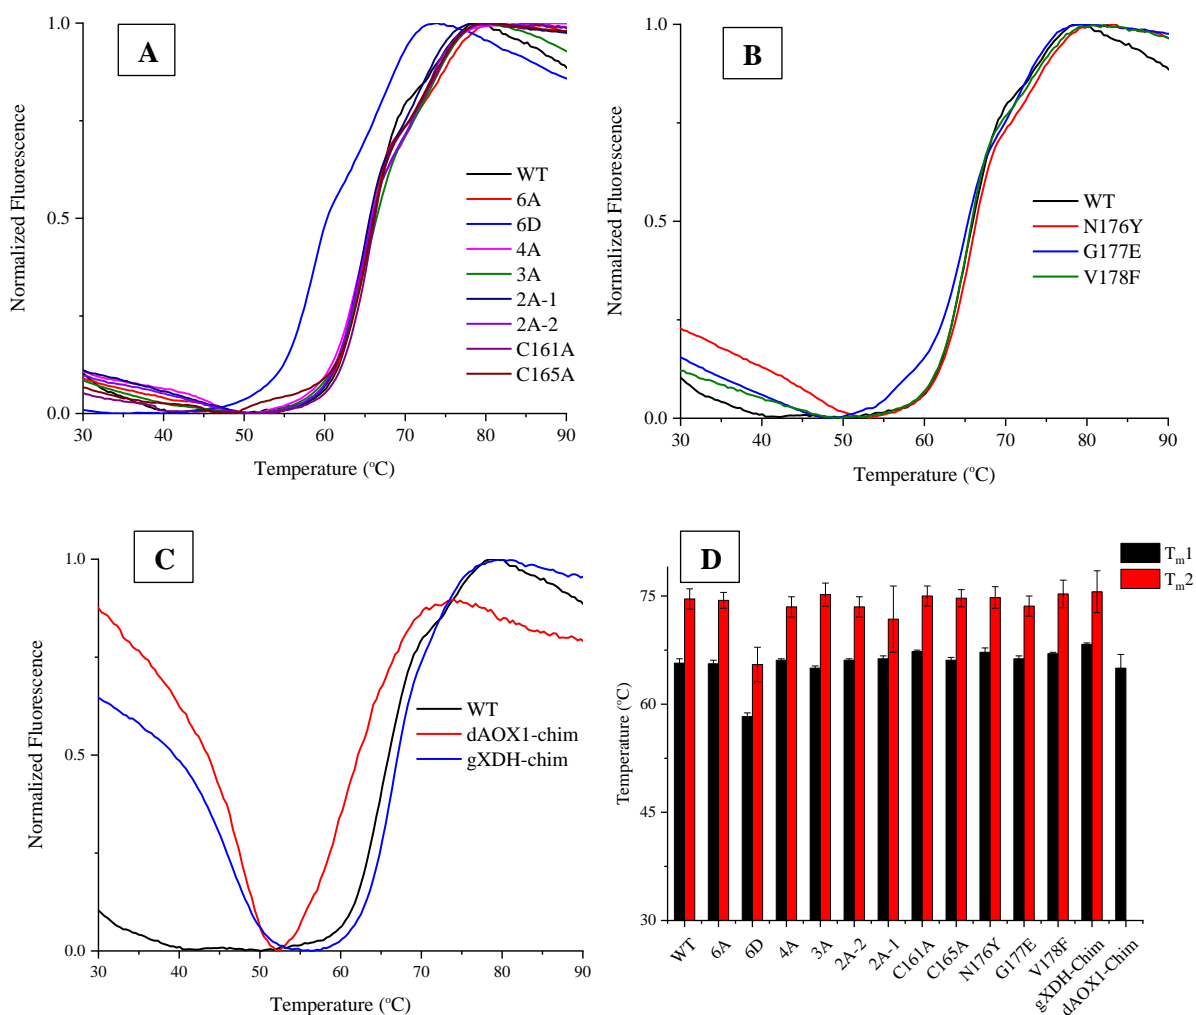 A
Normalized Fluorescence
1.0
0.5
0.0
30 40 50 60 70 80 90
Temperature (°C)
WT
6A
6D
4A
3A
2A-1
2A-2
C161A
C165A
B
Normalized Fluorescence
1.0
0.5
0.0
30 40 50 60 70 80 90
Temperature (°C)
WT
N176Y
G177E
V178F
C
Normalized Fluorescence
1.0
0.5
0.0
30 40 50 60 70 80 90
Temperature (°C)
WT
dAOX1-chim
gXDH-chim
D
Tm1
Tm2
Temperature (°C)
75
60
45
30
WT 6A 6D 4A 3A 2A-2 2A-1 C161A C165A N176Y G177E V178F gXDH-Chim dAOX1-Chim